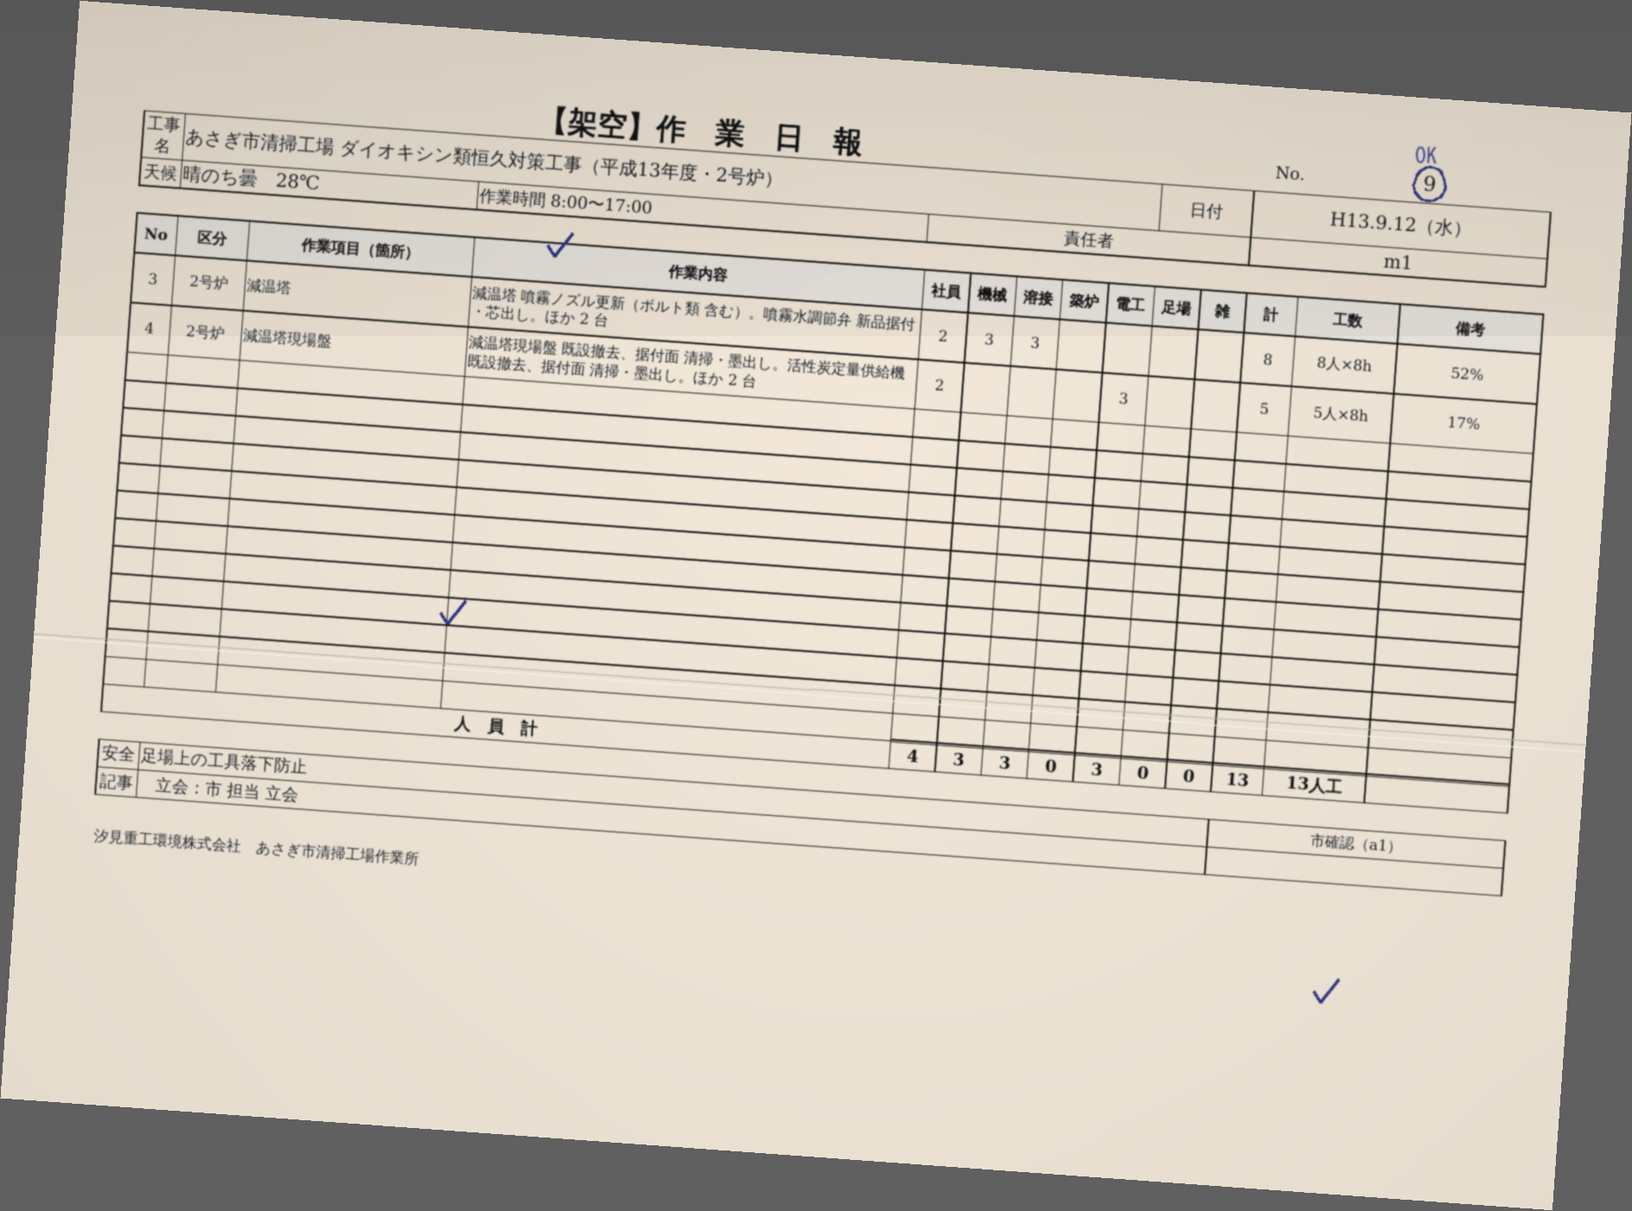 【架空】作 業 日 報
OK
No. 9
工事名 あさぎ市清掃工場 ダイオキシン類恒久対策工事（平成13年度・2号炉） 日付 H13.9.12（水）
天候 晴のち曇 28℃ 作業時間 8:00〜17:00 責任者 m1
No 区分 作業項目（箇所） 作業内容 社員 機械 溶接 築炉 電工 足場 雑 計 工数 備考
3 2号炉 減温塔 減温塔 噴霧ノズル更新（ボルト類 含む）。噴霧水調節弁 新品据付
・芯出し。ほか 2 台 2 3 3 8 8人×8h 52%
4 2号炉 減温塔現場盤 減温塔現場盤 既設撤去、据付面 清掃・墨出し。活性炭定量供給機
既設撤去、据付面 清掃・墨出し。ほか 2 台 2 3 5 5人×8h 17%
人 員 計 4 3 3 0 3 0 0 13 13人工
安全 足場上の工具落下防止 市確認（a1）
記事 立会：市 担当 立会
汐見重工環境株式会社 あさぎ市清掃工場作業所